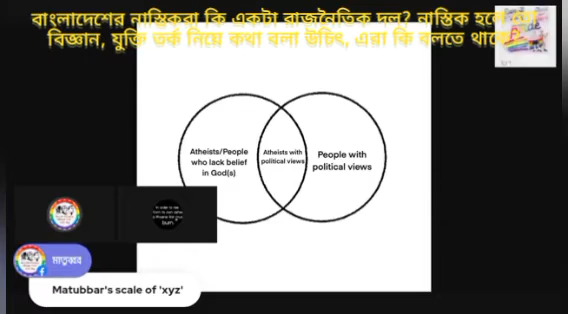 বাংলাদেশের নাস্তিকরা কি একটা রাজনৈতিক দল? নাস্তিক হলে তো
বিজ্ঞান, যুক্তি তর্ক নিয়ে কথা বলা উচিৎ, এরা কি বলতে থাকে
Atheists/People
who lack belief
in God(s)
Atheists with
political views
People with
political views
মাতুব্বর
Matubbar's scale of 'xyz'